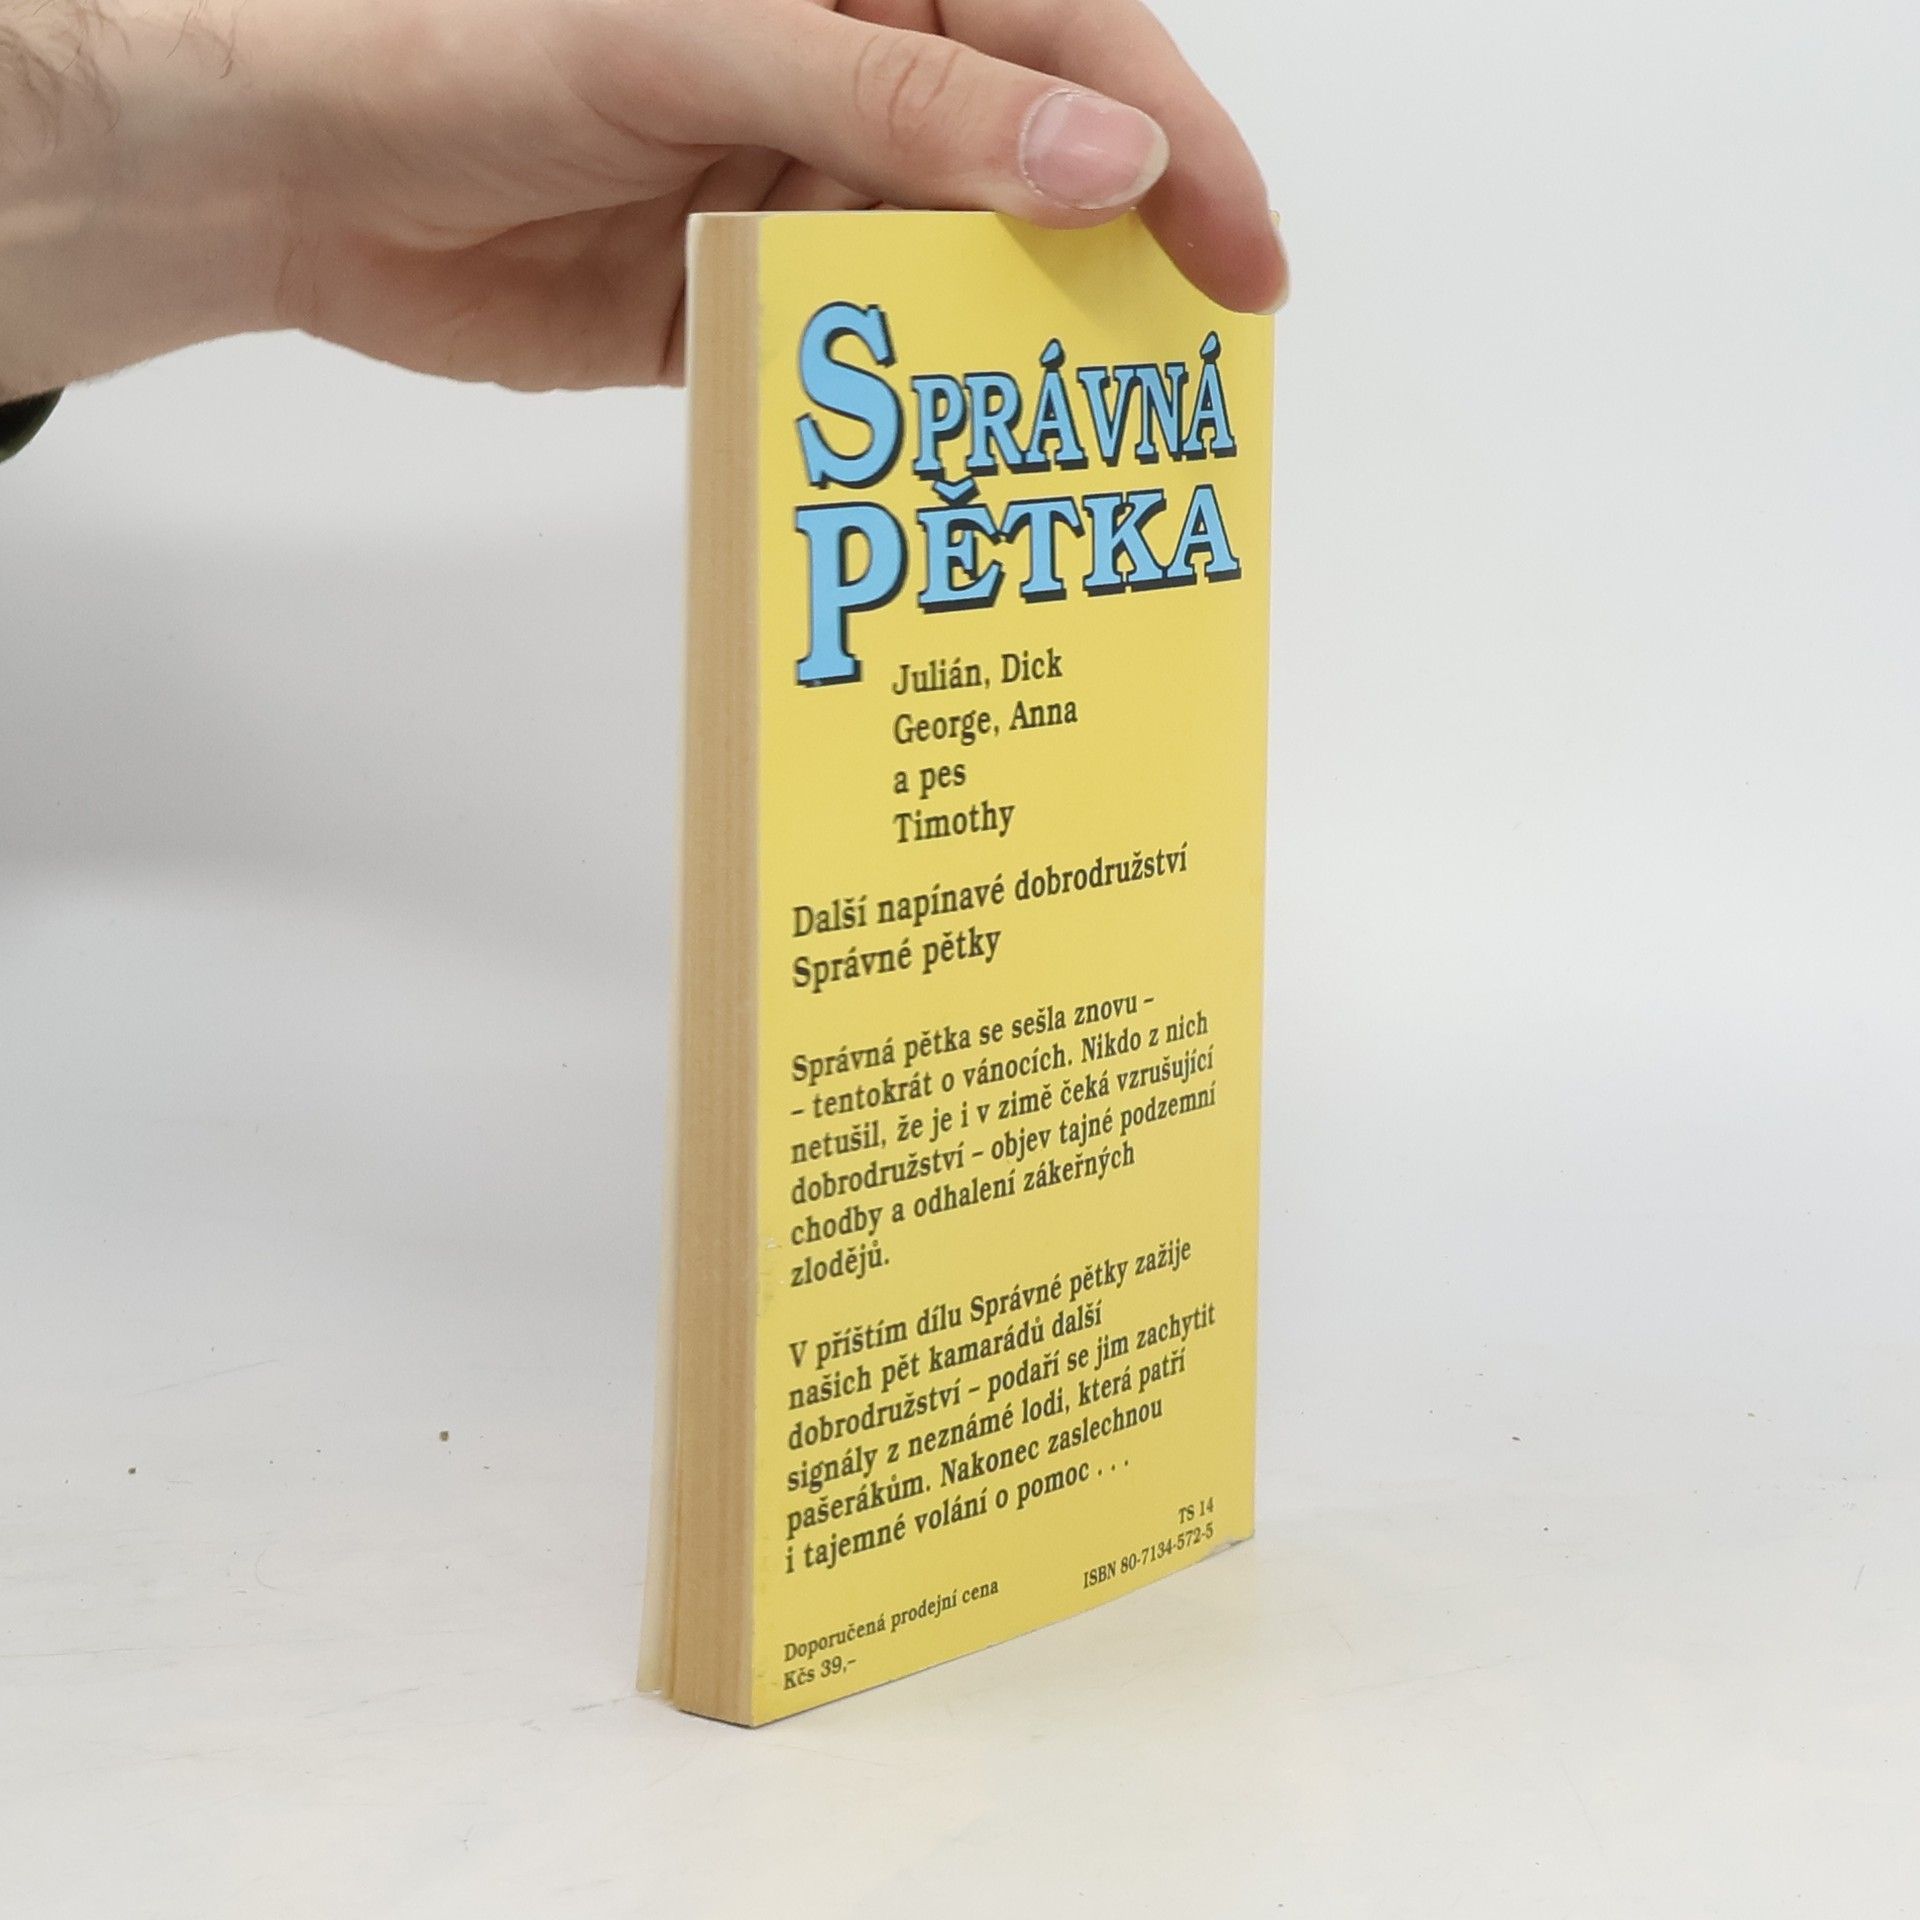 SPRÁVNÁ
PĚTKA
Julián, Dick
George, Anna
a pes
Timothy
Další napínavé dobrodružství
Správné pětky
Správná pětka se sešla znovu –
– tentokrát o vánocích. Nikdo z nich
netušil, že je i v zimě čeká vzrušující
dobrodružství – objev tajné podzemní
chodby a odhalení zákeřných
zlodějů.
V příštím dílu Správné pětky zažije
našich pět kamarádů další
dobrodružství – podaří se jim zachytit
signály z neznámé lodi, která patří
pašerákům. Nakonec zaslechnou
i tajemné volání o pomoc . . .
TS 14
ISBN 80-7134-572-5
Doporučená prodejní cena
Kčs 39,–